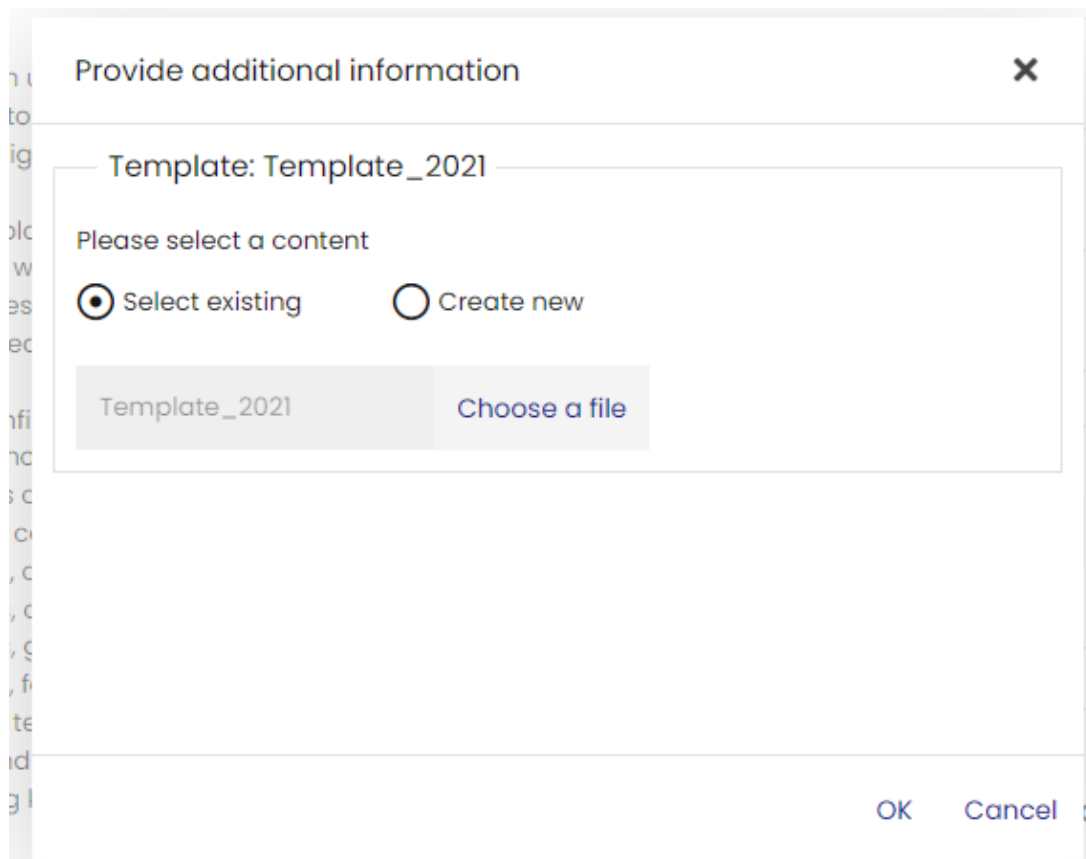 Provide additional information
Template: Template_2021
Please select a content
Select existing Create new
Template_2021 Choose a file
OK Cancel